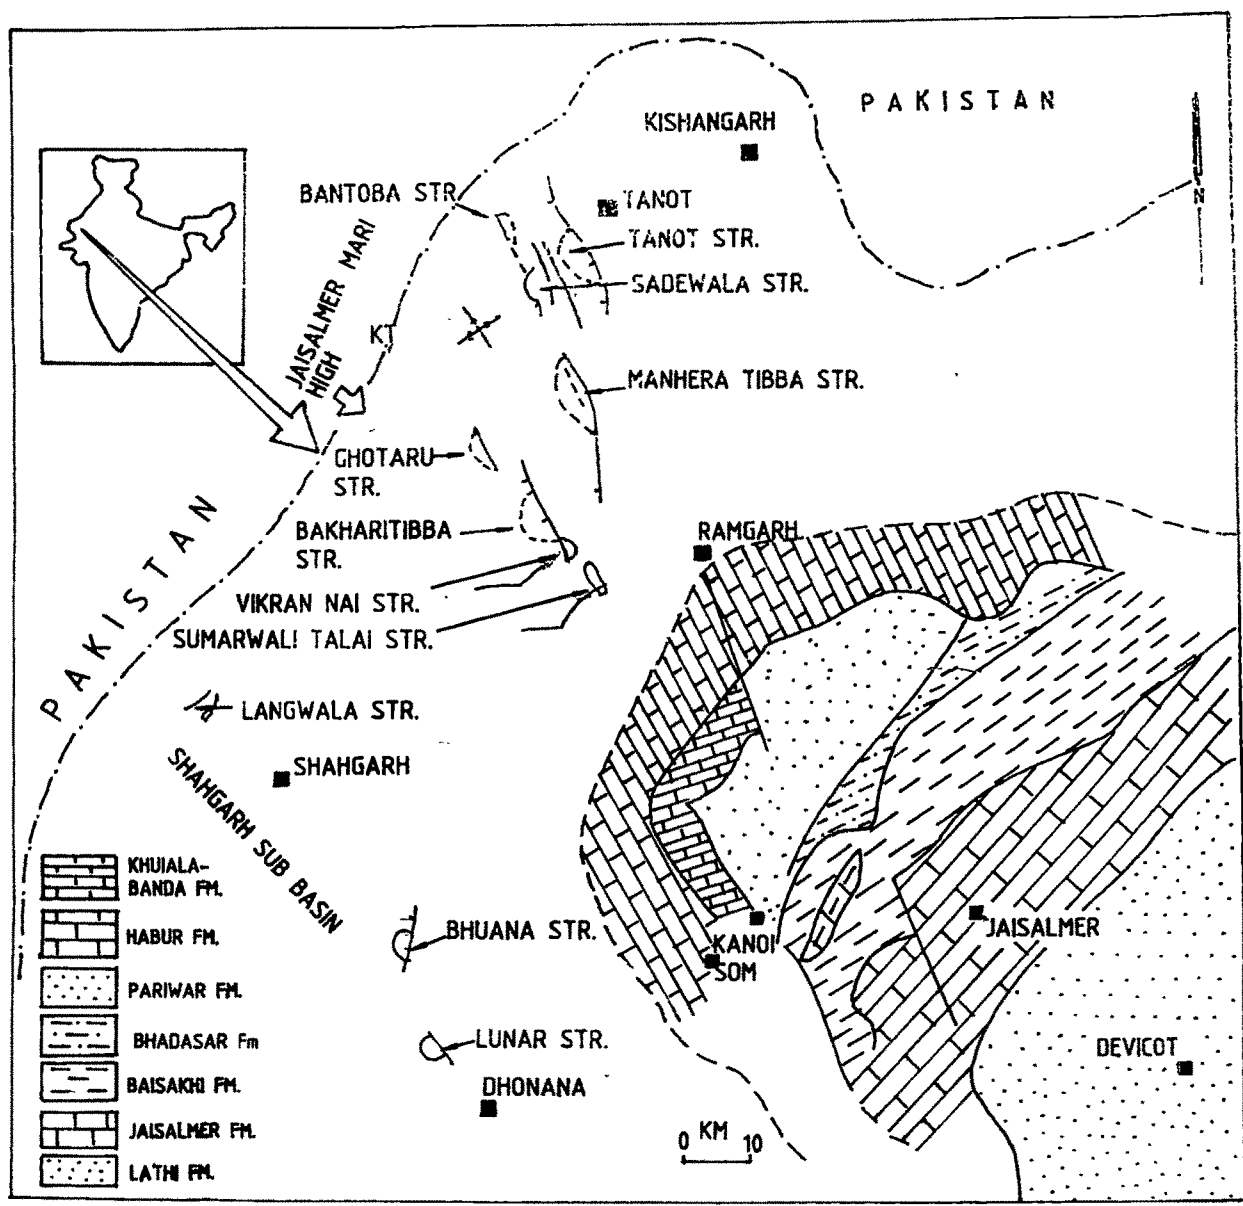 PAKISTAN
KISHANGARH
BANTOBA STR
TANOT
TANOT STR.
SADEWALA STR.
N
JAISALMER MARI
HIGH
KT
MANHERA TIBBA STR.
GHOTARU
STR.
PAKISTAN
BAKHARITIBBA
STR.
RAMGARH
VIKRAN NAI STR.
SUMARWALI TALAI STR.
LANGWALA STR.
SHAHGARH
SHAHGARH SUB BASIN
KHUIALA-
BANDA FM.
HABUR FM.
PARIWAR FM.
BHADASAR Fm
BAISAKHI FM.
JAISALMER FM.
LATHI FM.
BHUANA STR.
KANOI
SOM
JAISALMER
LUNAR STR.
DHONANA
DEVICOT
0 KM 10